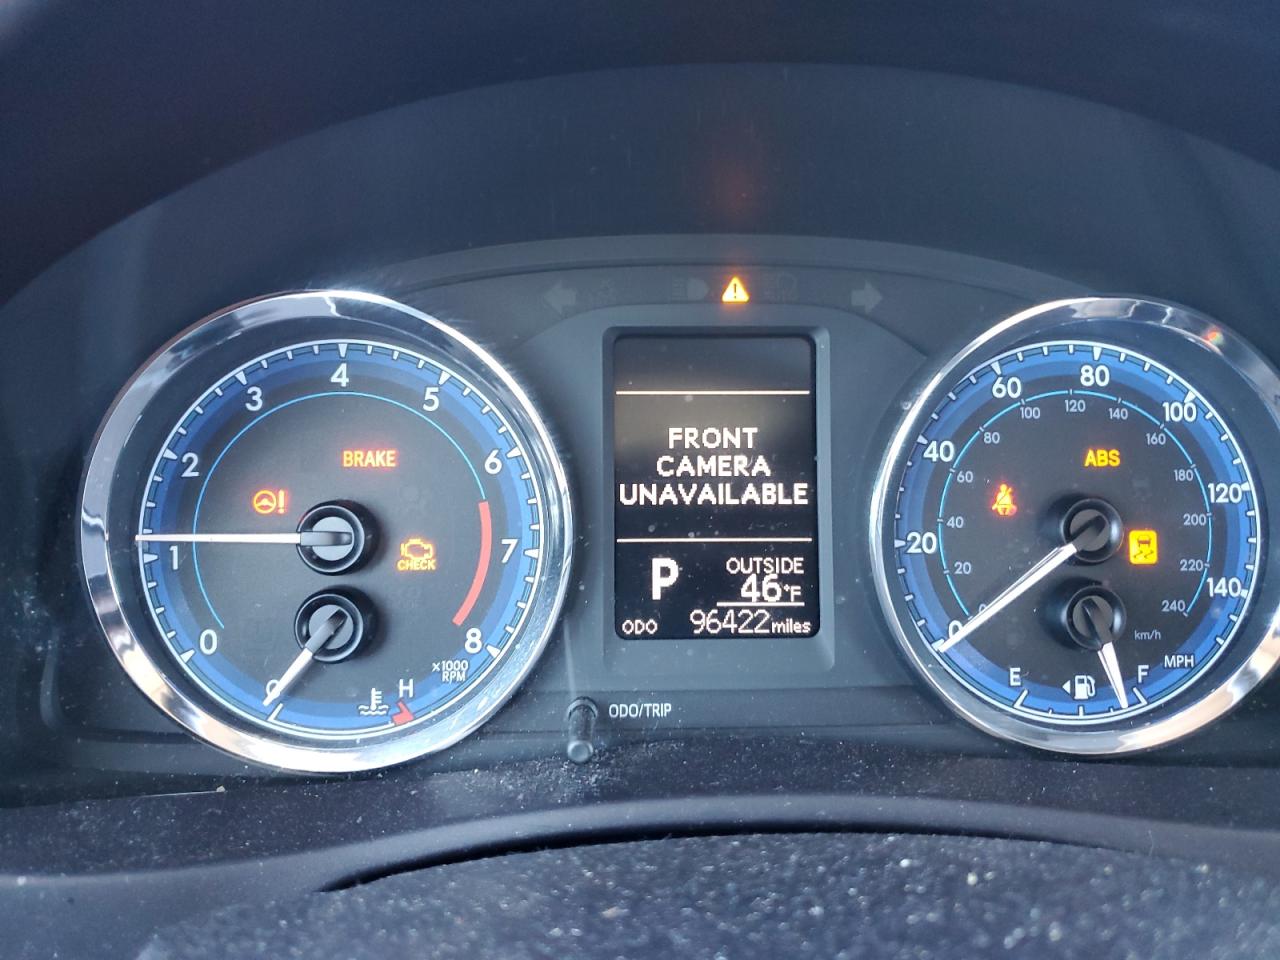 0
1
2
3
4
5
6
7
8
BRAKE
!
CHECK
x1000
RPM
C
H
FRONT
CAMERA
UNAVAILABLE
P
OUTSIDE
46°F
ODO 96422miles
ODO/TRIP
0
20
40
60
80
100
120
140
MPH
20
40
60
80
100
120
140
160
180
200
220
240
km/h
ABS
E
F